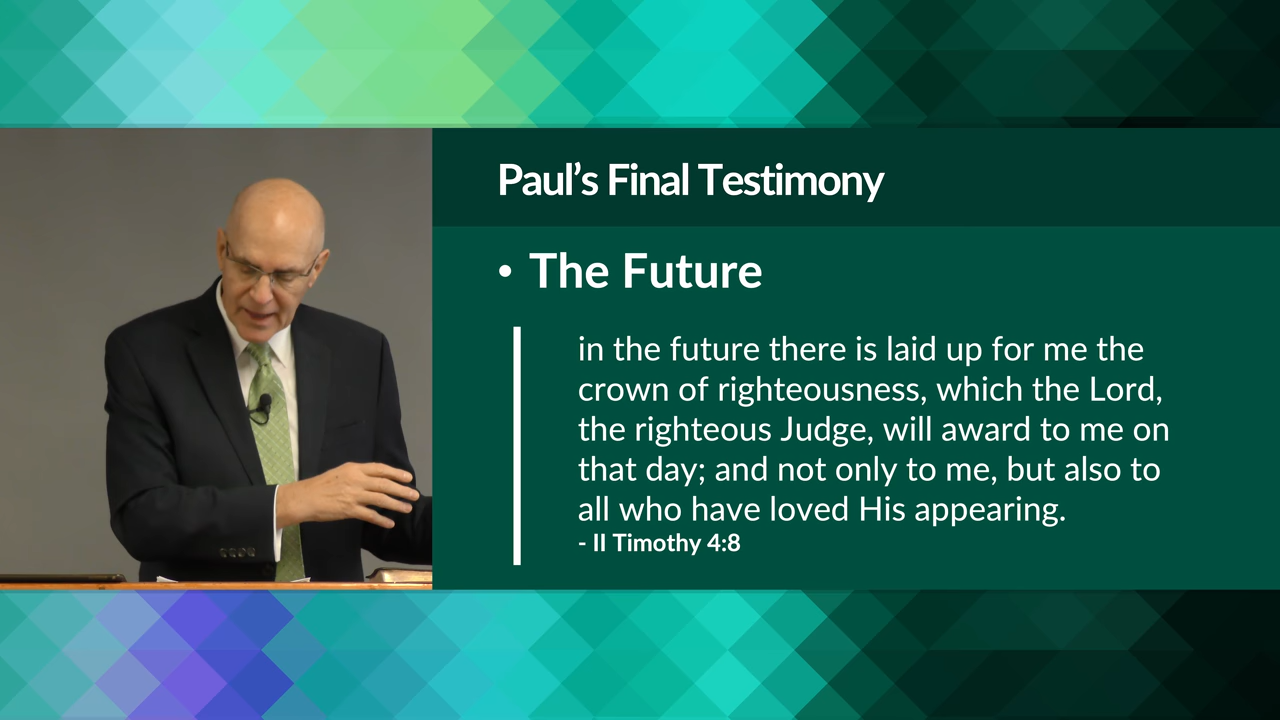 Paul's Final Testimony
• The Future
in the future there is laid up for me the
crown of righteousness, which the Lord,
the righteous Judge, will award to me on
that day; and not only to me, but also to
all who have loved His appearing.
- II Timothy 4:8